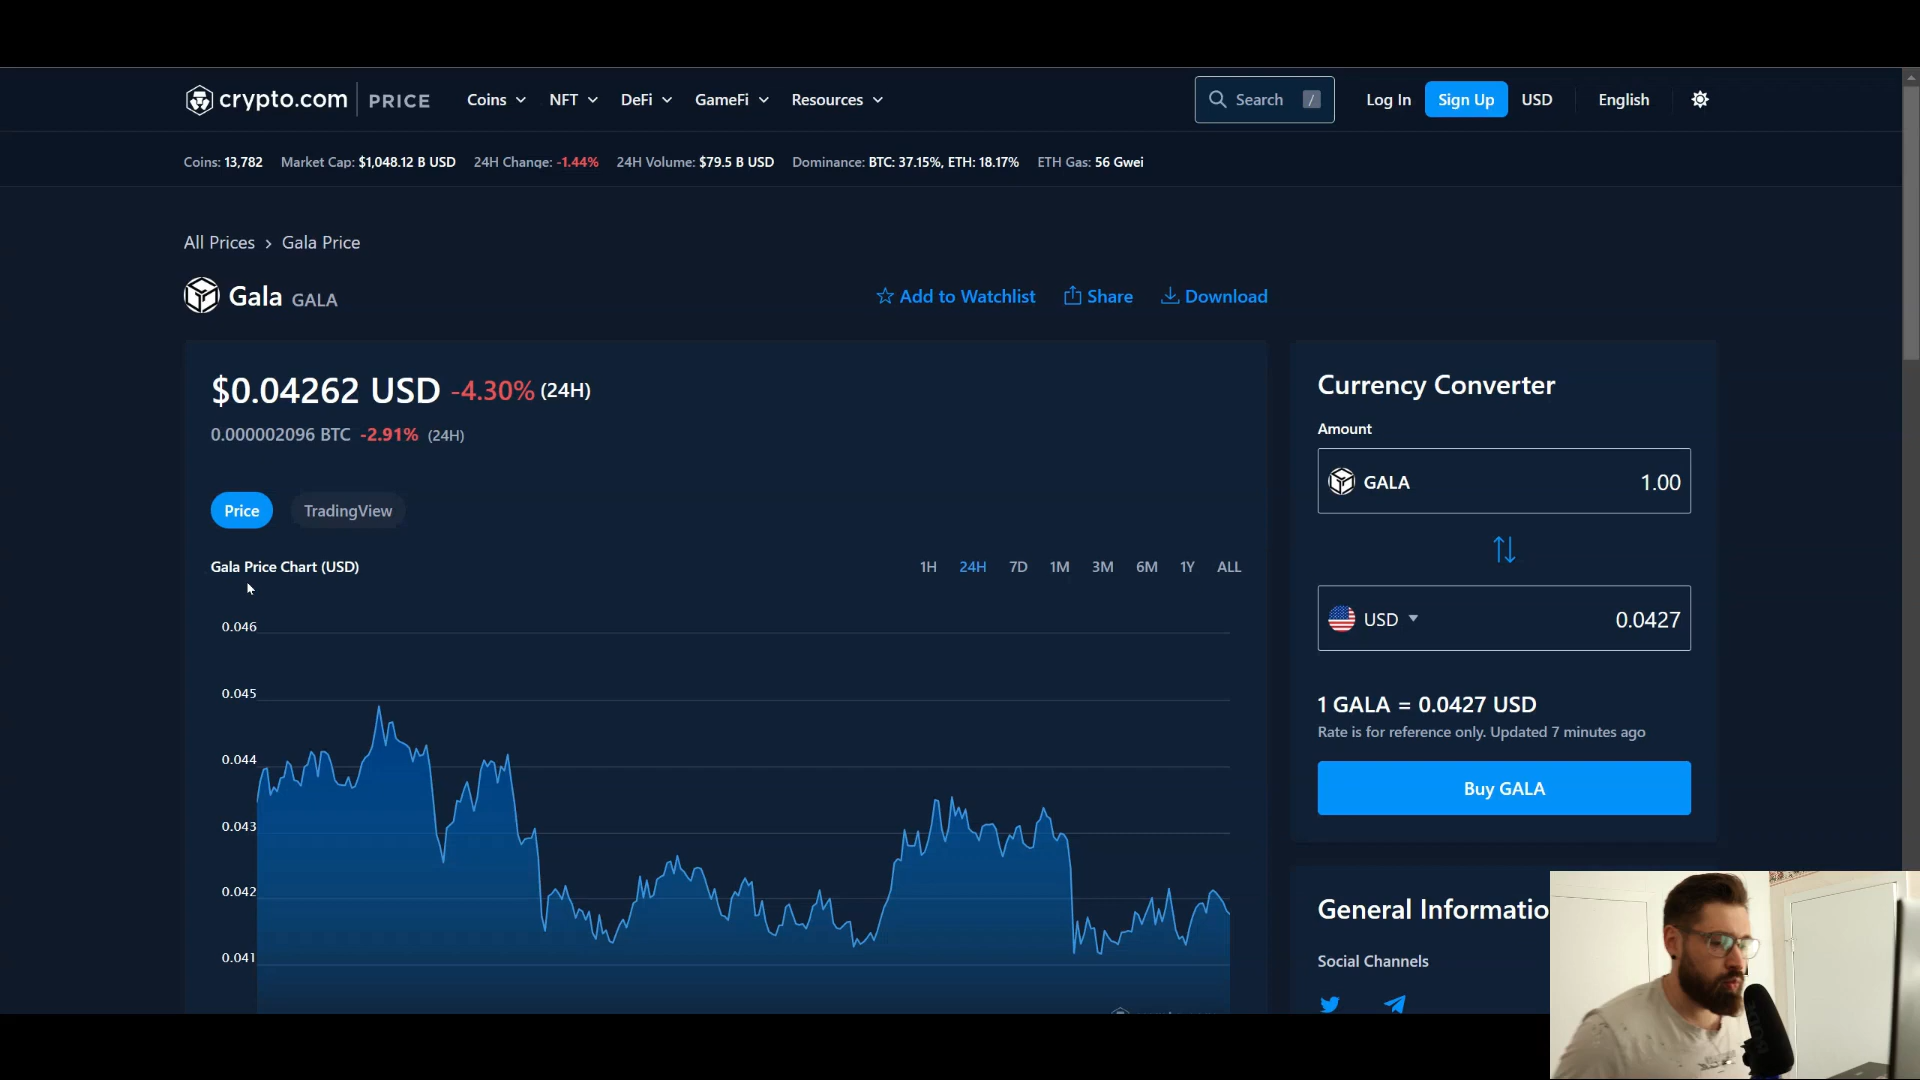 crypto.com PRICE Coins NFT DeFi GameFi Resources Search / Log In Sign Up USD English
Coins: 13,782 Market Cap: $1,048.12 B USD 24H Change: -1.44% 24H Volume: $79.5 B USD Dominance: BTC: 37.15%, ETH: 18.17% ETH Gas: 56 Gwei
All Prices > Gala Price
Gala GALA
Add to Watchlist Share Download
$0.04262 USD -4.30% (24H)
0.000002096 BTC -2.91% (24H)
Price TradingView
Gala Price Chart (USD)
1H 24H 7D 1M 3M 6M 1Y ALL
0.046
0.045
0.044
0.043
0.042
0.041
Currency Converter
Amount
GALA 1.00
USD 0.0427
1 GALA = 0.0427 USD
Rate is for reference only. Updated 7 minutes ago
Buy GALA
General Informatio
Social Channels